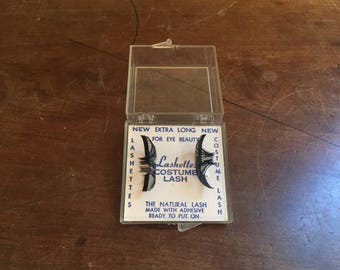 NEW EXTRA LONG NEW
FOR EYE BEAUTY
LASHETTES
Lashettes
COSTUME
LASH
COSTUME LASH
THE NATURAL LASH
MADE WITH ADHESIVE
READY TO PUT ON